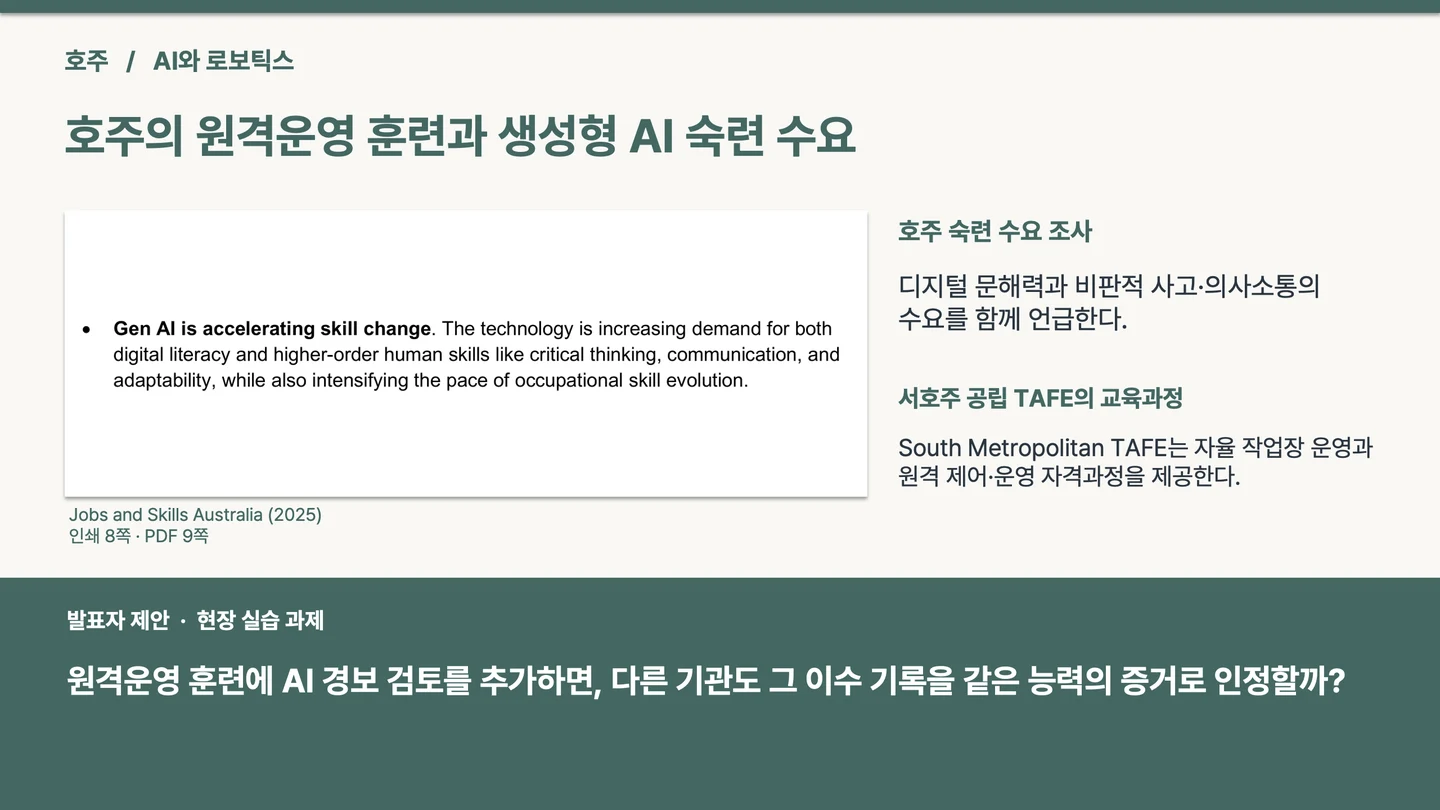 호주 / AI와 로보틱스
호주의 원격운영 훈련과 생성형 AI 숙련 수요
• Gen AI is accelerating skill change. The technology is increasing demand for both
digital literacy and higher-order human skills like critical thinking, communication, and
adaptability, while also intensifying the pace of occupational skill evolution.
Jobs and Skills Australia (2025)
인쇄 8쪽 · PDF 9쪽
호주 숙련 수요 조사
디지털 문해력과 비판적 사고·의사소통의
수요를 함께 언급한다.
서호주 공립 TAFE의 교육과정
South Metropolitan TAFE는 자율 작업장 운영과
원격 제어·운영 자격과정을 제공한다.
발표자 제안 · 현장 실습 과제
원격운영 훈련에 AI 경보 검토를 추가하면, 다른 기관도 그 이수 기록을 같은 능력의 증거로 인정할까?